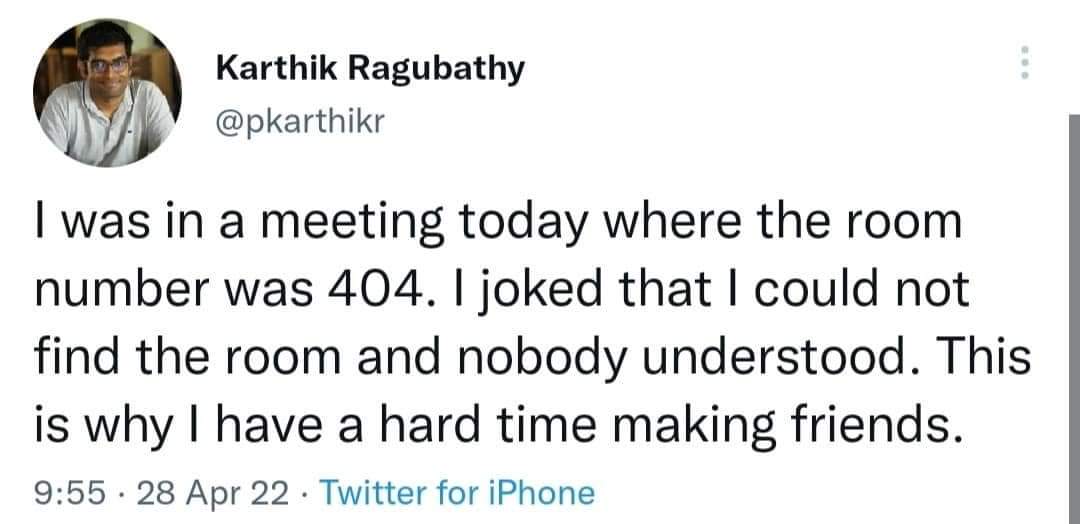 Karthik Ragubathy
@pkarthikr
I was in a meeting today where the room
number was 404. I joked that I could not
find the room and nobody understood. This
is why I have a hard time making friends.
9:55 · 28 Apr 22 · Twitter for iPhone